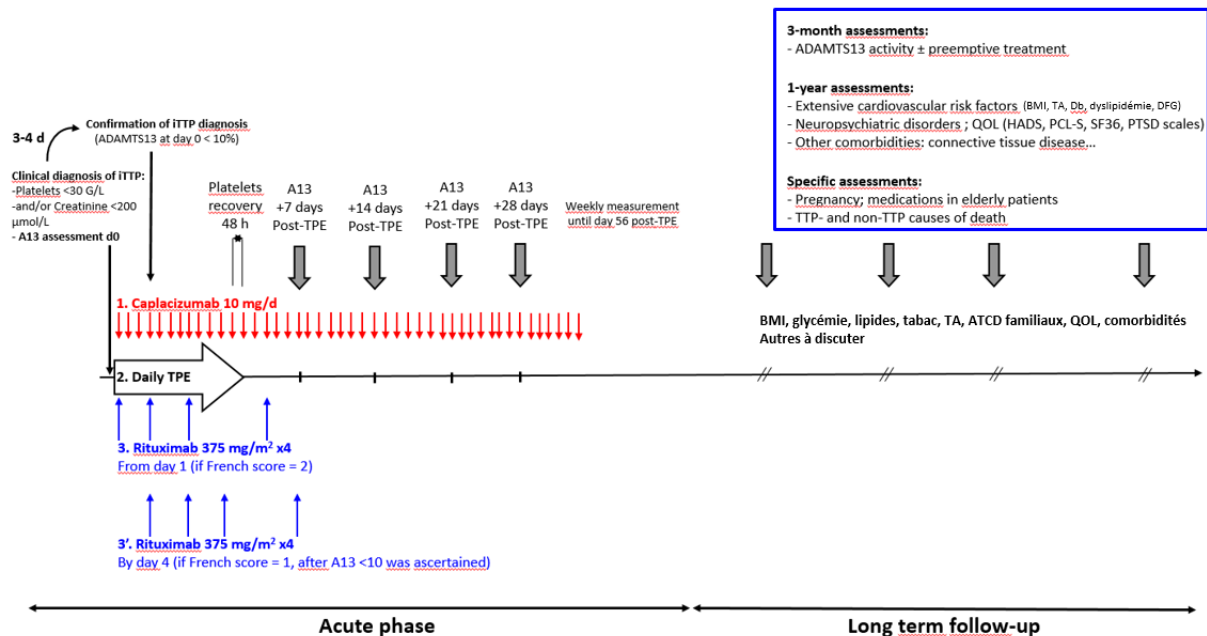 3-month assessments:
- ADAMTS13 activity ± preemptive treatment
1-year assessments:
- Extensive cardiovascular risk factors (BMI, TA, Db, dyslipidémie, DFG)
- Neuropsychiatric disorders ; QOL (HADS, PCL-S, SF36, PTSD scales)
- Other comorbidities: connective tissue disease...
Specific assessments:
- Pregnancy; medications in elderly patients
- TTP- and non-TTP causes of death
3-4 d
Confirmation of iTTP diagnosis
(ADAMTS13 at day 0 < 10%)
Clinical diagnosis of iTTP:
-Platelets <30 G/L
-and/or Creatinine <200
µmol/L
- A13 assessment d0
Platelets
recovery
48 h
A13
+7 days
Post-TPE
A13
+14 days
Post-TPE
A13
+21 days
Post-TPE
A13
+28 days
Post-TPE
Weekly measurement
until day 56 post-TPE
1. Caplacizumab 10 mg/d
BMI, glycémie, lipides, tabac, TA, ATCD familiaux, QOL, comorbidités
Autres à discuter
2. Daily TPE
3. Rituximab 375 mg/m² x4
From day 1 (if French score = 2)
3'. Rituximab 375 mg/m² x4
By day 4 (if French score = 1, after A13 <10 was ascertained)
Acute phase
Long term follow-up